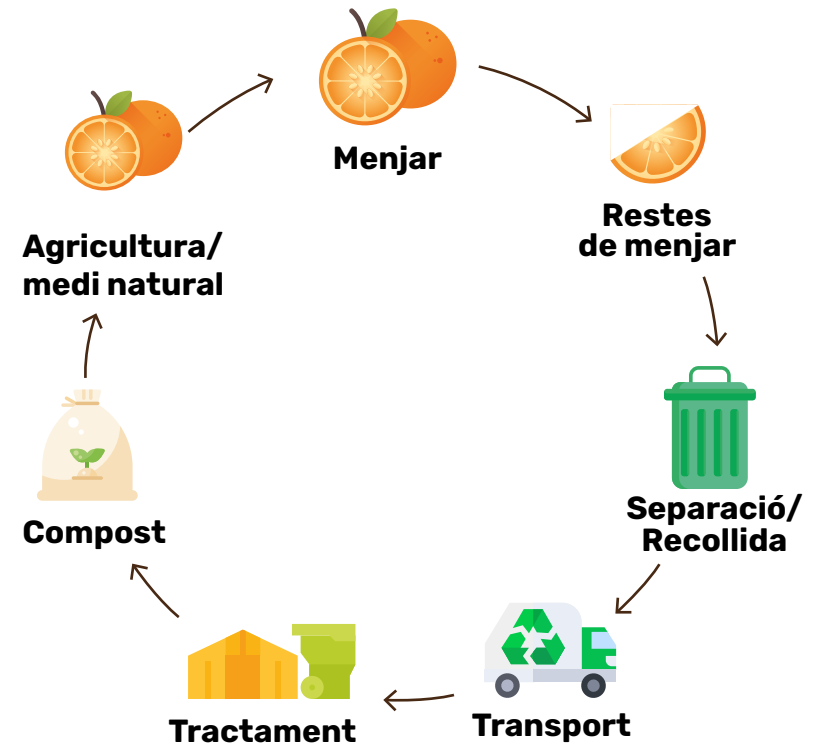 Menjar
Restes
de menjar
Separació/
Recollida
Transport
Tractament
Compost
Agricultura/
medi natural